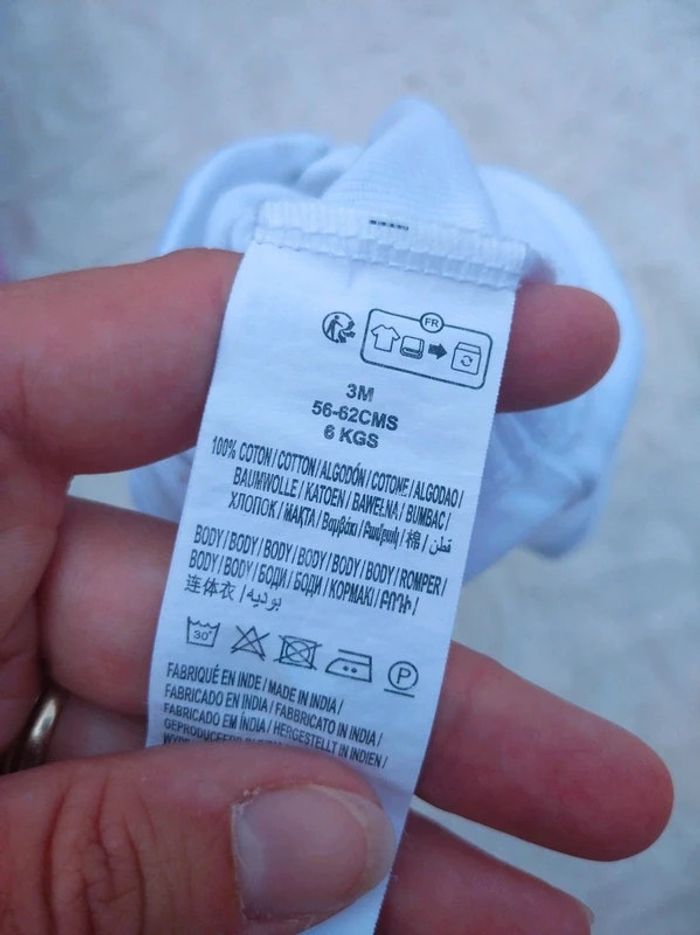 FR
3M
56-62CMS
6 KGS
100% COTON / COTTON / ALGODÓN / COTONE / ALGODAO /
BAUMWOLLE / KATOEN / BAWEŁNA / BUMBAC /
ХЛОПОК / МАҚТА / Βαμβάκι / Բամբակ / 棉 / قطن
BODY / BODY / BODY / BODY / BODY / BODY / ROMPER /
BODY / BODY / БОДИ / БОДИ / ΚΟΡΜΑΚΙ / ԲՈԴԻ /
连体衣 / بوديه /
30°
P
FABRIQUÉ EN INDE / MADE IN INDIA /
FABRICADO EN INDIA / FABBRICATO IN INDIA /
FABRICADO EM ÍNDIA / HERGESTELLT IN INDIEN /